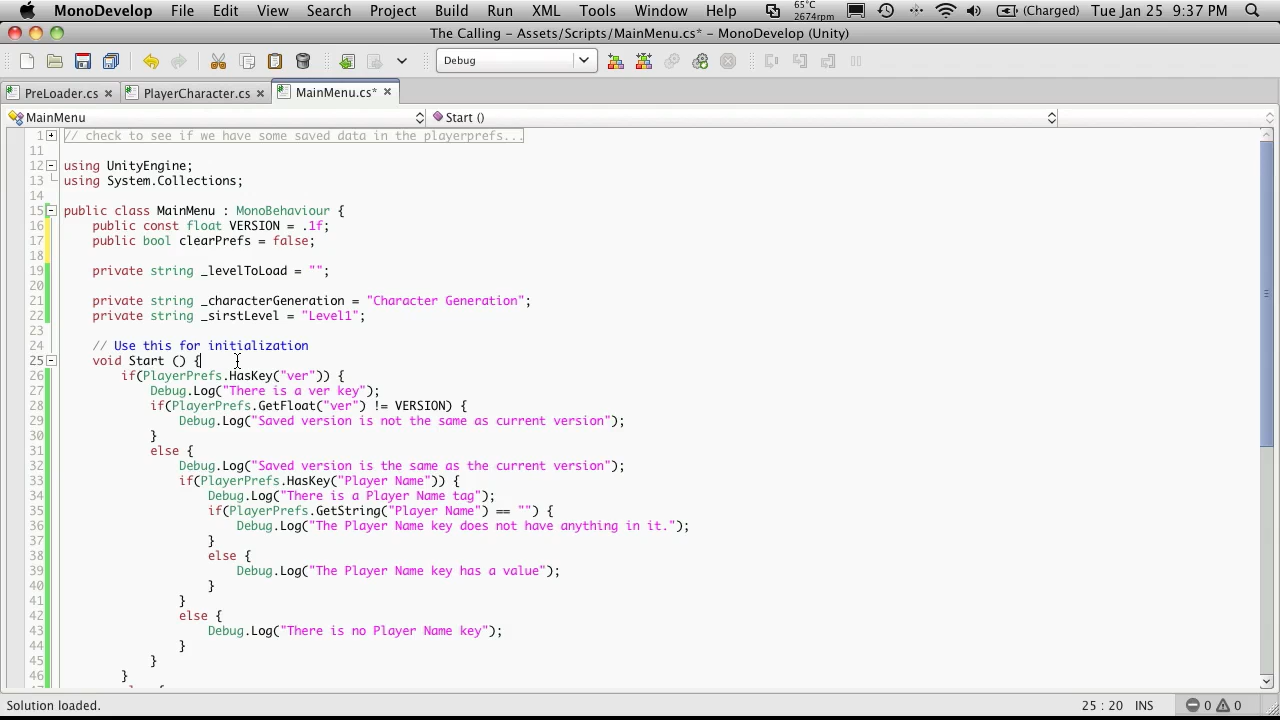 MonoDevelop File Edit View Search Project Build Run XML Tools Window Help 65°C 2674rpm (Charged) Tue Jan 25 9:37 PM
The Calling - Assets/Scripts/MainMenu.cs* - MonoDevelop (Unity)
Debug
PreLoader.cs PlayerCharacter.cs MainMenu.cs*
MainMenu Start ()
1 // check to see if we have some saved data in the playerprefs...
11
12 using UnityEngine;
13 using System.Collections;
14
15 public class MainMenu : MonoBehaviour {
16 public const float VERSION = .1f;
17 public bool clearPrefs = false;
18
19 private string _levelToLoad = "";
20
21 private string _characterGeneration = "Character Generation";
22 private string _sirstLevel = "Level1";
23
24 // Use this for initialization
25 void Start () {
26 if(PlayerPrefs.HasKey("ver")) {
27 Debug.Log("There is a ver key");
28 if(PlayerPrefs.GetFloat("ver") != VERSION) {
29 Debug.Log("Saved version is not the same as current version");
30 }
31 else {
32 Debug.Log("Saved version is the same as the current version");
33 if(PlayerPrefs.HasKey("Player Name")) {
34 Debug.Log("There is a Player Name tag");
35 if(PlayerPrefs.GetString("Player Name") == "") {
36 Debug.Log("The Player Name key does not have anything in it.");
37 }
38 else {
39 Debug.Log("The Player Name key has a value");
40 }
41 }
42 else {
43 Debug.Log("There is no Player Name key");
44 }
45 }
46 }
Solution loaded. 25 : 20 INS 0 0